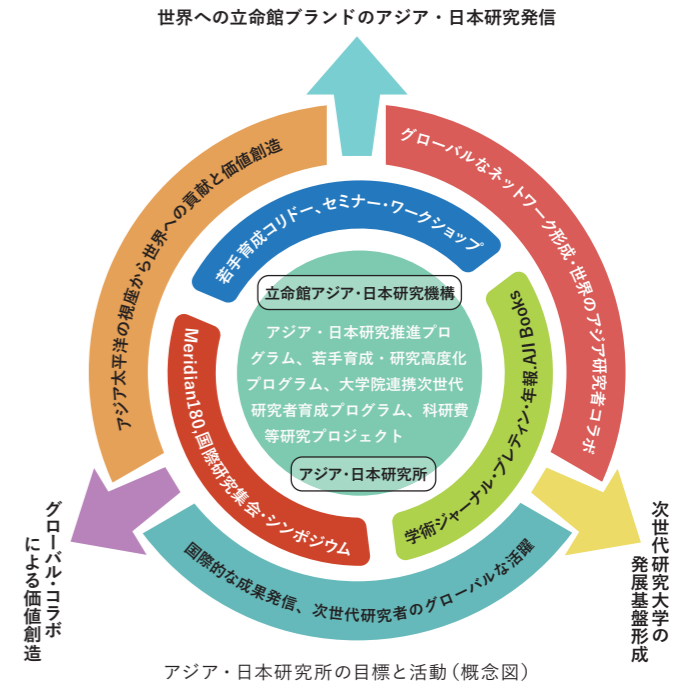 世界への立命館ブランドのアジア・日本研究発信
アジア太平洋の視座から世界への貢献と価値創造
グローバルなネットワーク形成・世界のアジア研究者コラボ
若手育成コリドー、セミナー・ワークショップ
立命館アジア・日本研究機構
アジア・日本研究推進プロ
グラム、若手育成・研究高度化
プログラム、大学院連携次世代
研究者育成プログラム、科研費
等研究プロジェクト
アジア・日本研究所
Meridian180,国際研究集会・シンポジウム
学術ジャーナル・ブレティン・年報.AJI Books
国際的な成果発信、次世代研究者のグローバルな活躍
グローバル・コラボ
による価値創造
次世代研究大学の
発展基盤形成
アジア・日本研究所の目標と活動（概念図）